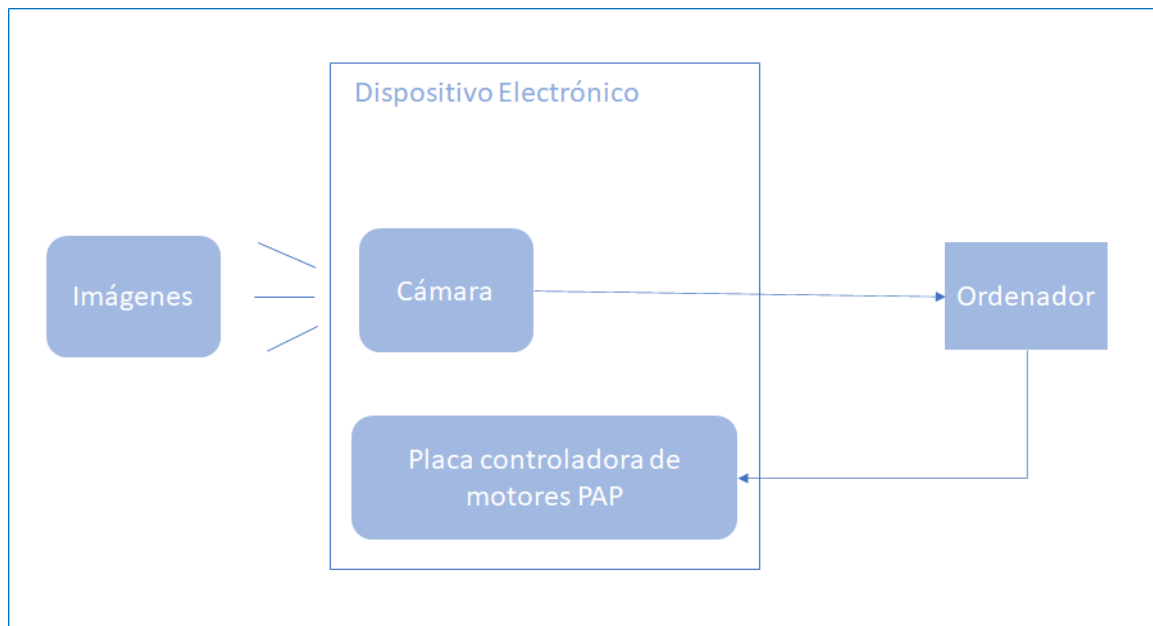 Dispositivo Electrónico
Imágenes
Cámara
Ordenador
Placa controladora de
motores PAP